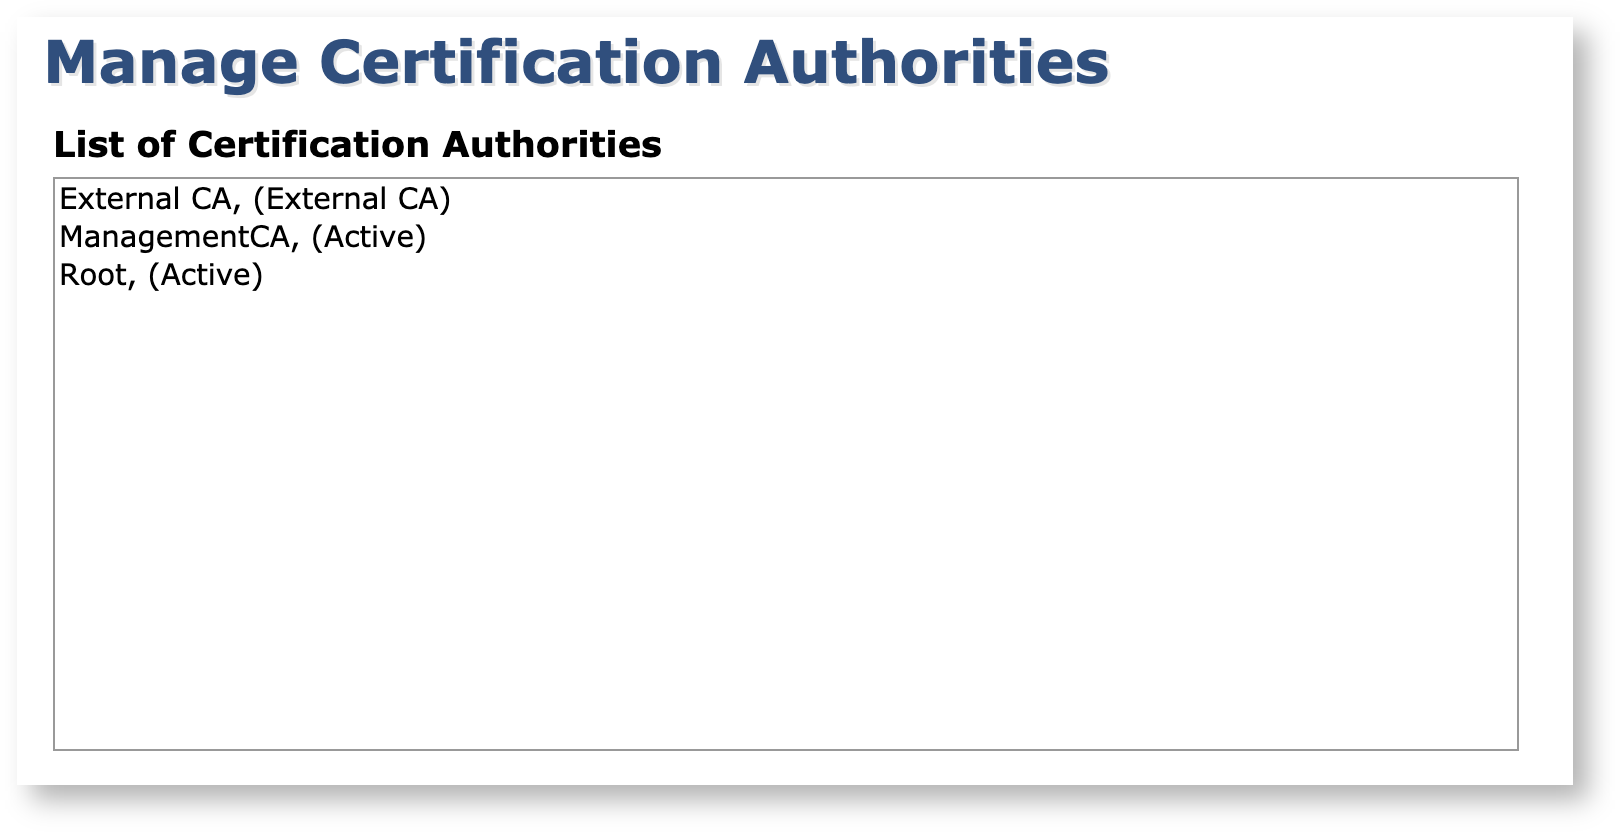 Manage Certification Authorities
List of Certification Authorities
External CA, (External CA)
ManagementCA, (Active)
Root, (Active)